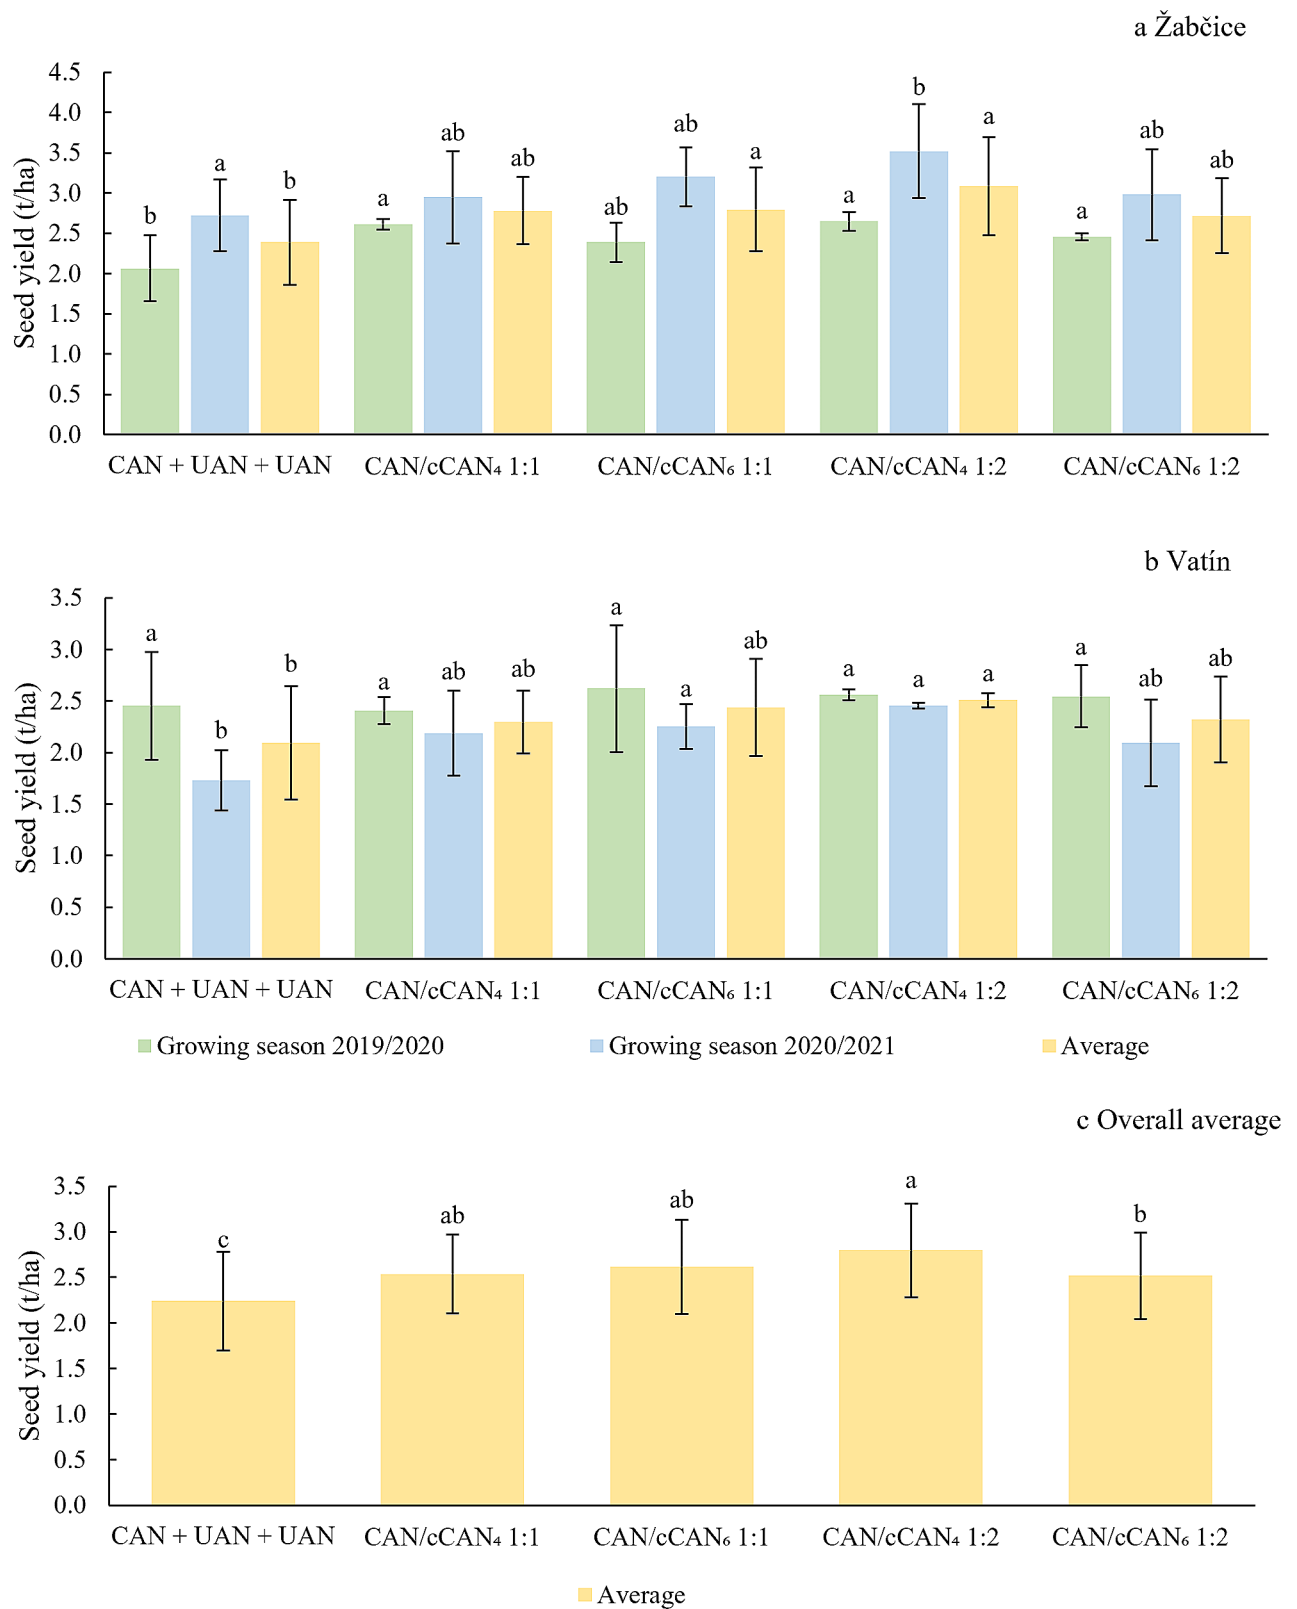 a Žabčice
Seed yield (t/ha)
4.5
4.0
3.5
3.0
2.5
2.0
1.5
1.0
0.5
0.0
b a b
a ab ab
ab ab a
a b a
a ab ab
CAN + UAN + UAN CAN/cCAN₄ 1:1 CAN/cCAN₆ 1:1 CAN/cCAN₄ 1:2 CAN/cCAN₆ 1:2
b Vatín
Seed yield (t/ha)
3.5
3.0
2.5
2.0
1.5
1.0
0.5
0.0
a b b
a ab ab
a a ab
a a a
a ab ab
CAN + UAN + UAN CAN/cCAN₄ 1:1 CAN/cCAN₆ 1:1 CAN/cCAN₄ 1:2 CAN/cCAN₆ 1:2
Growing season 2019/2020 Growing season 2020/2021 Average
c Overall average
Seed yield (t/ha)
3.5
3.0
2.5
2.0
1.5
1.0
0.5
0.0
c ab ab a b
CAN + UAN + UAN CAN/cCAN₄ 1:1 CAN/cCAN₆ 1:1 CAN/cCAN₄ 1:2 CAN/cCAN₆ 1:2
Average